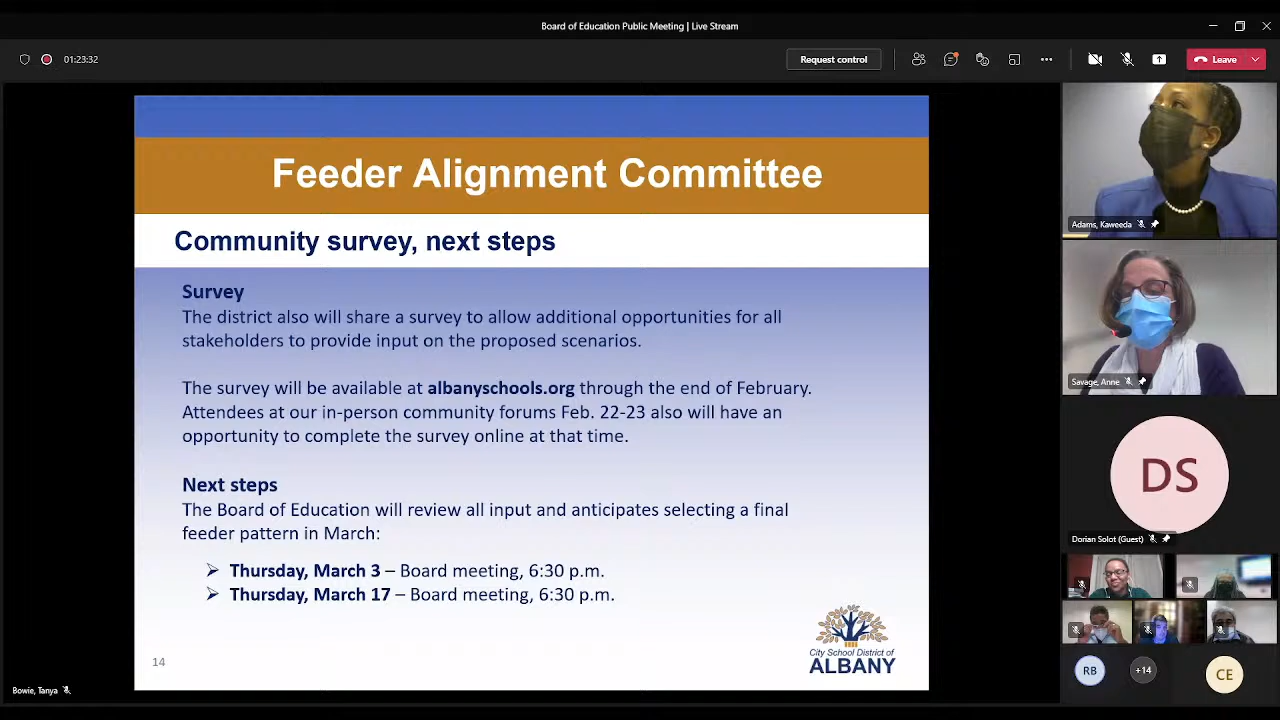 Board of Education Public Meeting | Live Stream
01:23:32
Request control
Leave
Feeder Alignment Committee
Community survey, next steps
Survey
The district also will share a survey to allow additional opportunities for all
stakeholders to provide input on the proposed scenarios.
The survey will be available at albanyschools.org through the end of February.
Attendees at our in-person community forums Feb. 22-23 also will have an
opportunity to complete the survey online at that time.
Next steps
The Board of Education will review all input and anticipates selecting a final
feeder pattern in March:
Thursday, March 3 – Board meeting, 6:30 p.m.
Thursday, March 17 – Board meeting, 6:30 p.m.
14
City School District of
ALBANY
Bowie, Tanya
Adams, Kaweeda
Savage, Anne
DS
Dorian Solot (Guest)
RB
+14
CE